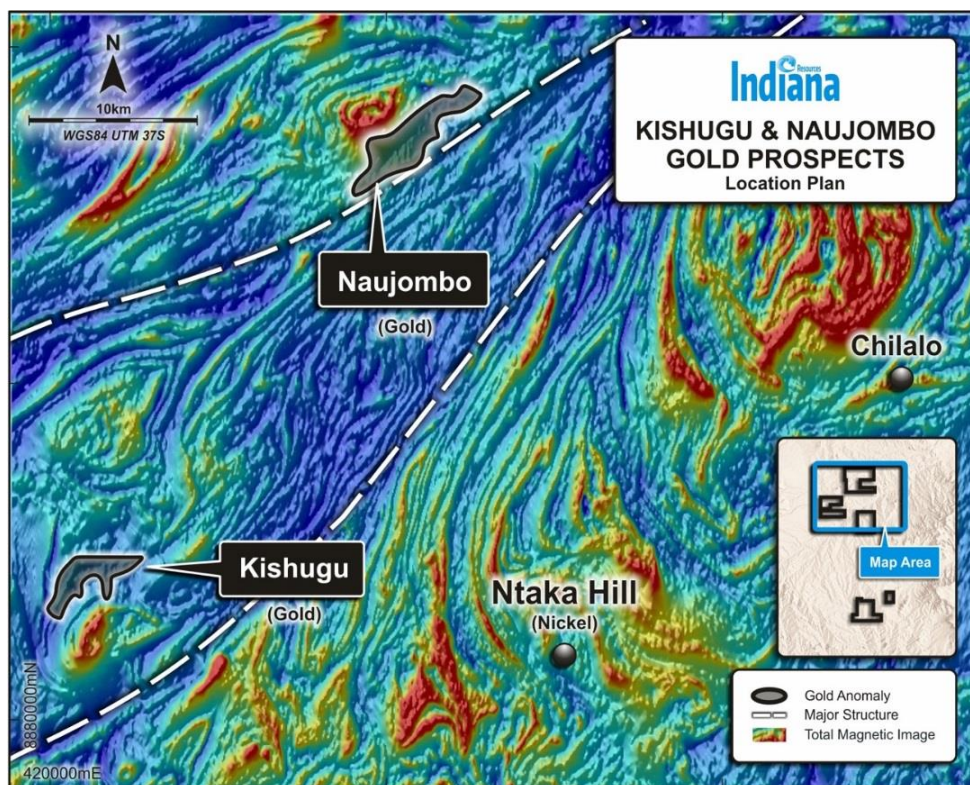 N
10km
WGS84 UTM 37S
Indiana
Resources
KISHUGU & NAUJOMBO
GOLD PROSPECTS
Location Plan
Naujombo
(Gold)
Chilalo
Kishugu
(Gold)
Ntaka Hill
(Nickel)
Map Area
Gold Anomaly
Major Structure
Total Magnetic Image
8880000mN
420000mE